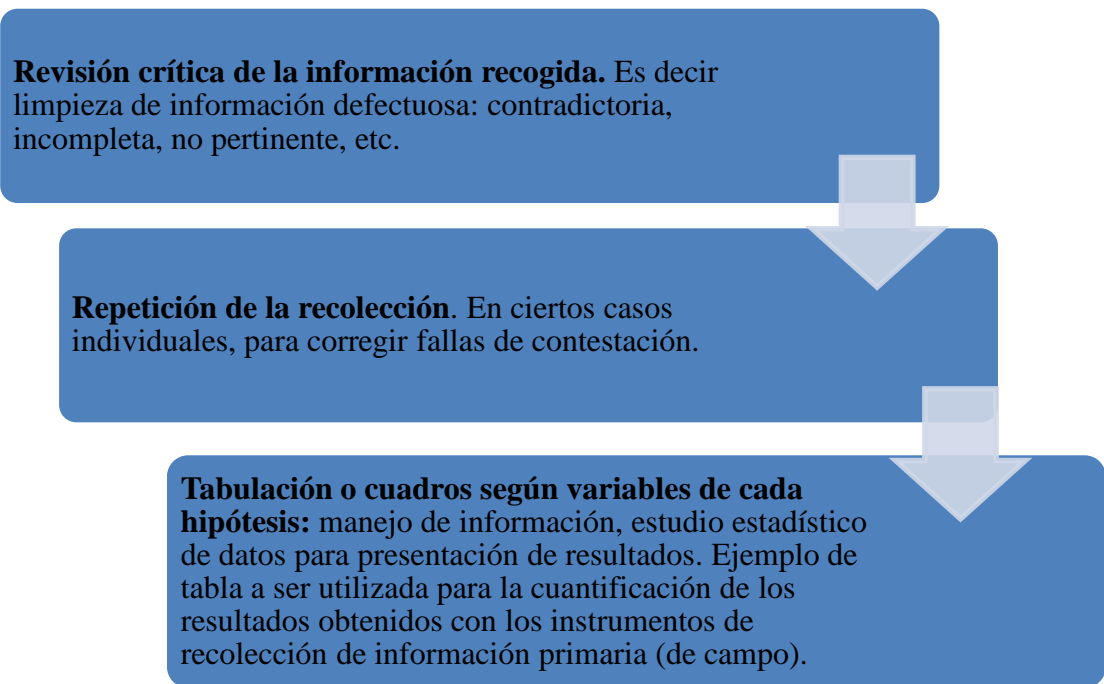 Revisión crítica de la información recogida. Es decir
limpieza de información defectuosa: contradictoria,
incompleta, no pertinente, etc.
Repetición de la recolección. En ciertos casos
individuales, para corregir fallas de contestación.
Tabulación o cuadros según variables de cada
hipótesis: manejo de información, estudio estadístico
de datos para presentación de resultados. Ejemplo de
tabla a ser utilizada para la cuantificación de los
resultados obtenidos con los instrumentos de
recolección de información primaria (de campo).